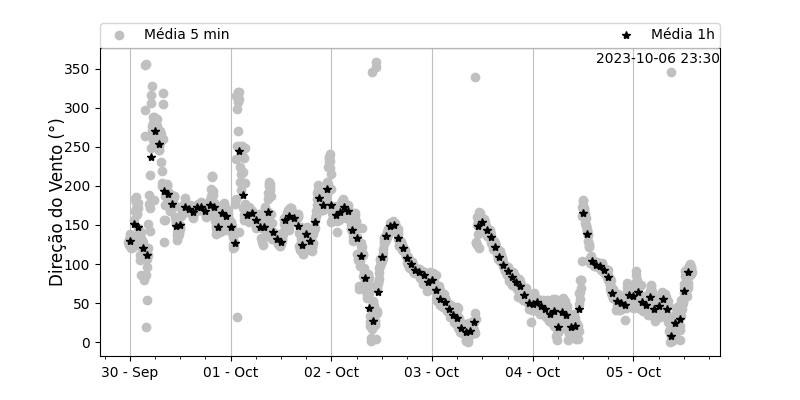 Média 5 min
Média 1h
2023-10-06 23:30
Direção do Vento (°)
350
300
250
200
150
100
50
0
30 - Sep
01 - Oct
02 - Oct
03 - Oct
04 - Oct
05 - Oct